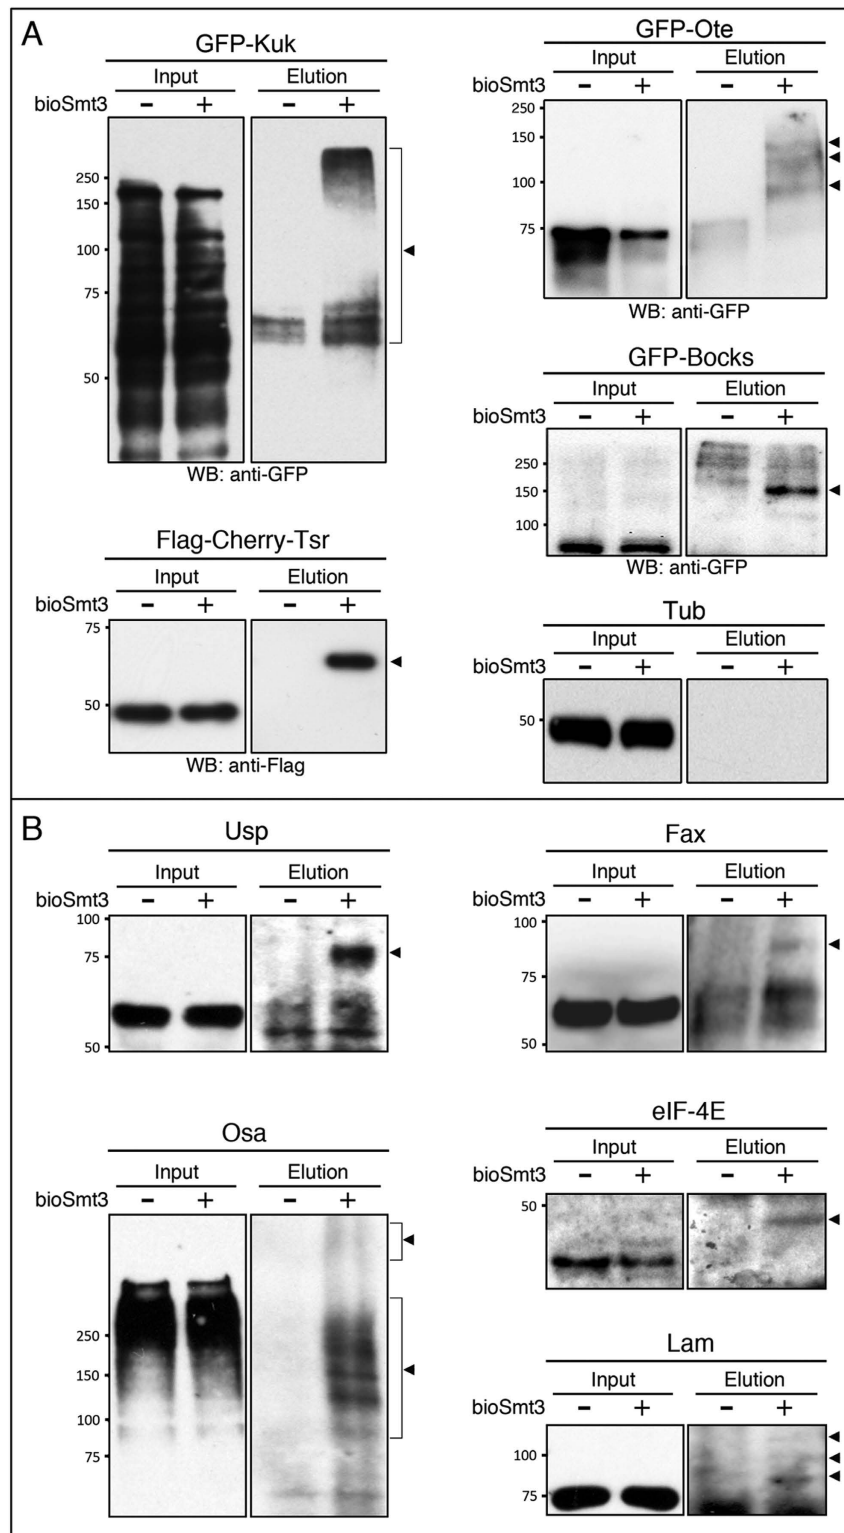 A
GFP-Kuk
Input Elution
bioSmt3 – + – +
250
150
100
75
50
WB: anti-GFP
Flag-Cherry-Tsr
Input Elution
bioSmt3 – + – +
75
50
WB: anti-Flag
GFP-Ote
Input Elution
bioSmt3 – + – +
250
150
100
75
WB: anti-GFP
GFP-Bocks
Input Elution
bioSmt3 – + – +
250
150
100
WB: anti-GFP
Tub
Input Elution
bioSmt3 – + – +
50
B
Usp
Input Elution
bioSmt3 – + – +
100
75
50
Osa
Input Elution
bioSmt3 – + – +
250
150
100
75
Fax
Input Elution
bioSmt3 – + – +
100
75
50
eIF-4E
Input Elution
bioSmt3 – + – +
50
Lam
Input Elution
bioSmt3 – + – +
100
75